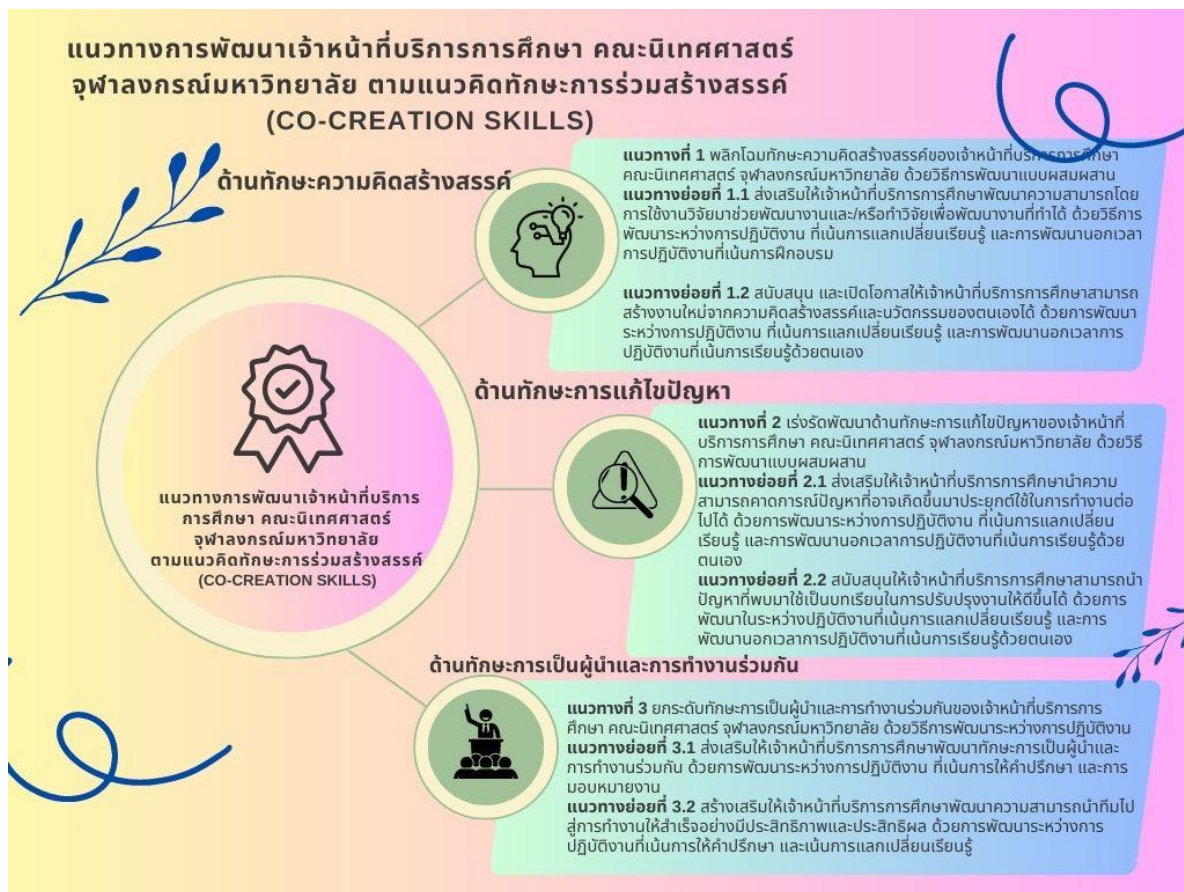 แนวทางการพัฒนาเจ้าหน้าที่บริการการศึกษา คณะนิเทศศาสตร์
จุฬาลงกรณ์มหาวิทยาลัย ตามแนวคิดทักษะการร่วมสร้างสรรค์
(CO-CREATION SKILLS)
ด้านทักษะความคิดสร้างสรรค์
แนวทางที่ 1 พลิกโฉมทักษะความคิดสร้างสรรค์ของเจ้าหน้าที่บริการการศึกษา
คณะนิเทศศาสตร์ จุฬาลงกรณ์มหาวิทยาลัย ด้วยวิธีการพัฒนาแบบผสมผสาน
แนวทางย่อยที่ 1.1 ส่งเสริมให้เจ้าหน้าที่บริการการศึกษาพัฒนาความสามารถโดย
การใช้งานวิจัยมาช่วยพัฒนางานและ/หรือทำวิจัยเพื่อพัฒนางานที่ทำได้ ด้วยวิธีการ
พัฒนาระหว่างการปฏิบัติงาน ที่เน้นการแลกเปลี่ยนเรียนรู้ และการพัฒนานอกเวลา
การปฏิบัติงานที่เน้นการฝึกอบรม
แนวทางย่อยที่ 1.2 สนับสนุน และเปิดโอกาสให้เจ้าหน้าที่บริการการศึกษาสามารถ
สร้างงานใหม่จากความคิดสร้างสรรค์และนวัตกรรมของตนเองได้ ด้วยการพัฒนา
ระหว่างการปฏิบัติงาน ที่เน้นการแลกเปลี่ยนเรียนรู้ และการพัฒนานอกเวลาการ
ปฏิบัติงานที่เน้นการเรียนรู้ด้วยตนเอง
แนวทางการพัฒนาเจ้าหน้าที่บริการ
การศึกษา คณะนิเทศศาสตร์
จุฬาลงกรณ์มหาวิทยาลัย
ตามแนวคิดทักษะการร่วมสร้างสรรค์
(CO-CREATION SKILLS)
ด้านทักษะการแก้ไขปัญหา
แนวทางที่ 2 เร่งรัดพัฒนาด้านทักษะการแก้ไขปัญหาของเจ้าหน้าที่
บริการการศึกษา คณะนิเทศศาสตร์ จุฬาลงกรณ์มหาวิทยาลัย ด้วยวิธี
การพัฒนาแบบผสมผสาน
แนวทางย่อยที่ 2.1 ส่งเสริมให้เจ้าหน้าที่บริการการศึกษานำความ
สามารถคาดการณ์ปัญหาที่อาจเกิดขึ้นมาประยุกต์ใช้ในการทำงานต่อ
ไปได้ ด้วยการพัฒนาระหว่างการปฏิบัติงาน ที่เน้นการแลกเปลี่ยน
เรียนรู้ และการพัฒนานอกเวลาการปฏิบัติงานที่เน้นการเรียนรู้ด้วย
ตนเอง
แนวทางย่อยที่ 2.2 สนับสนุนให้เจ้าหน้าที่บริการการศึกษาสามารถนำ
ปัญหาที่พบมาใช้เป็นบทเรียนในการปรับปรุงงานให้ดีขึ้นได้ ด้วยการ
พัฒนาในระหว่างปฏิบัติงานที่เน้นการแลกเปลี่ยนเรียนรู้ และการ
พัฒนานอกเวลาการปฏิบัติงานที่เน้นการเรียนรู้ด้วยตนเอง
ด้านทักษะการเป็นผู้นำและการทำงานร่วมกัน
แนวทางที่ 3 ยกระดับทักษะการเป็นผู้นำและการทำงานร่วมกันของเจ้าหน้าที่บริการการ
ศึกษา คณะนิเทศศาสตร์ จุฬาลงกรณ์มหาวิทยาลัย ด้วยวิธีการพัฒนาระหว่างการปฏิบัติงาน
แนวทางย่อยที่ 3.1 ส่งเสริมให้เจ้าหน้าที่บริการการศึกษาพัฒนาทักษะการเป็นผู้นำและ
การทำงานร่วมกัน ด้วยการพัฒนาระหว่างการปฏิบัติงาน ที่เน้นการให้คำปรึกษา และการ
มอบหมายงาน
แนวทางย่อยที่ 3.2 สร้างเสริมให้เจ้าหน้าที่บริการการศึกษาพัฒนาความสามารถนำทีมไป
สู่การทำงานให้สำเร็จอย่างมีประสิทธิภาพและประสิทธิผล ด้วยการพัฒนาระหว่างการ
ปฏิบัติงานที่เน้นการให้คำปรึกษา และเน้นการแลกเปลี่ยนเรียนรู้